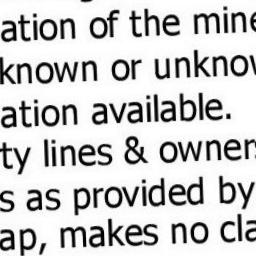 ation of the mine
known or unknow
ation available.
ty lines & owner
s as provided by
ap, makes no cla